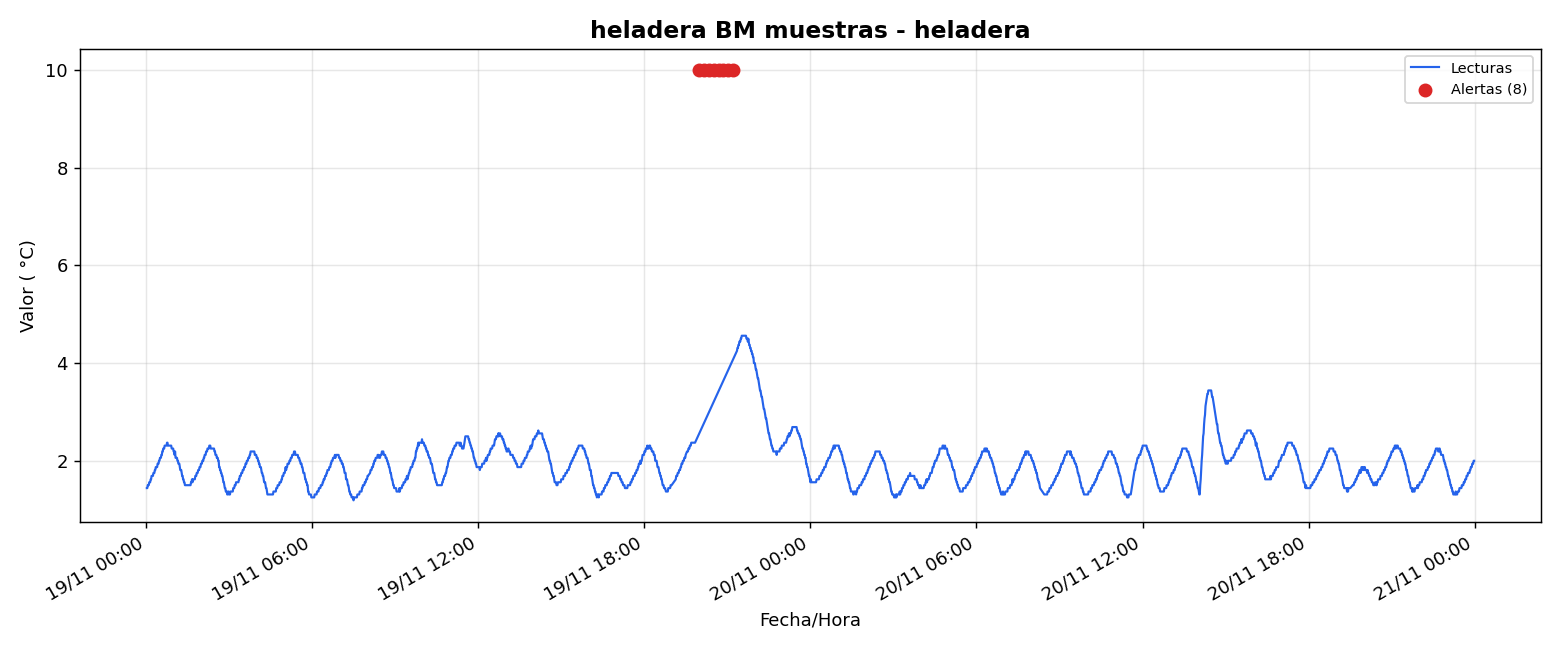 heladera BM muestras - heladera
Lecturas
Alertas (8)
10
8
6
4
2
Valor ( °C)
19/11 00:00
19/11 06:00
19/11 12:00
19/11 18:00
20/11 00:00
20/11 06:00
20/11 12:00
20/11 18:00
21/11 00:00
Fecha/Hora